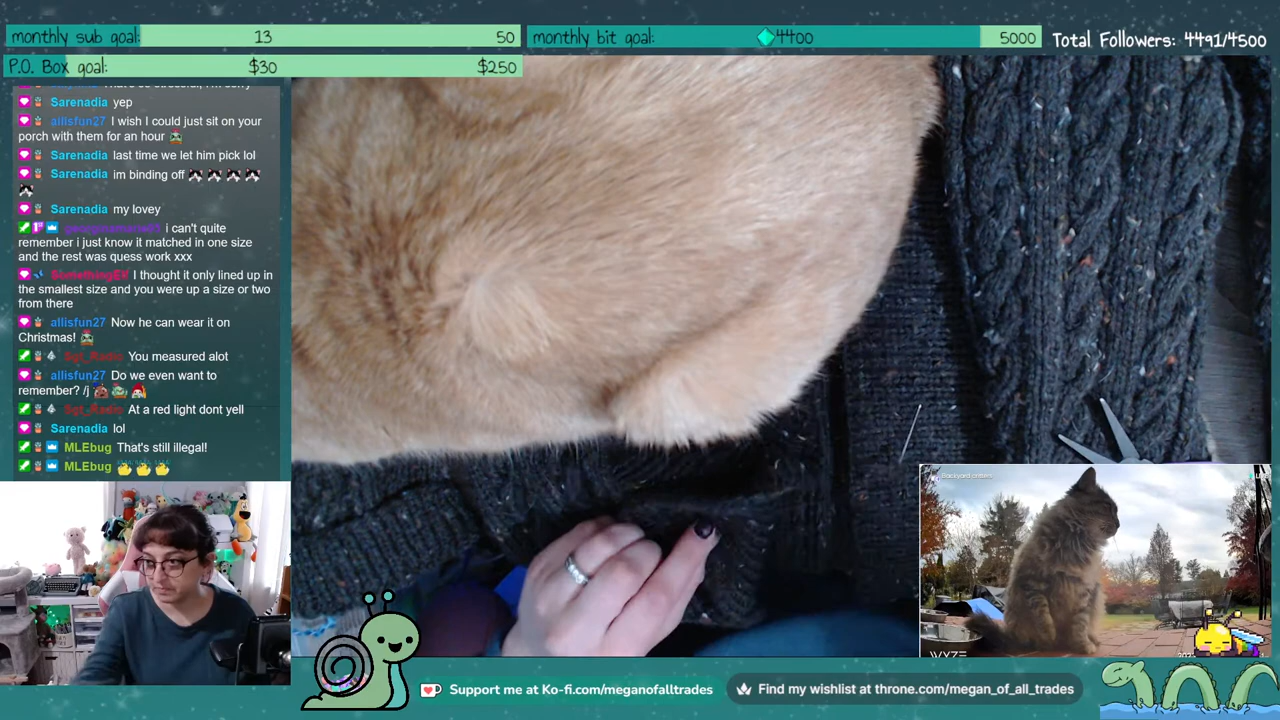 monthly sub goal: 13 50
monthly bit goal: 4400 5000
Total Followers: 4491/4500
P.O. Box goal: $30 $250
Sarenadia yep
allisfun27 I wish I could just sit on your
porch with them for an hour
Sarenadia last time we let him pick lol
Sarenadia im binding off
Sarenadia my lovey
i can't quite
remember i just know it matched in one size
and the rest was quess work xxx
I thought it only lined up in
the smallest size and you were up a size or two
from there
allisfun27 Now he can wear it on
Christmas!
Sgt_Radio You measured alot
allisfun27 Do we even want to
remember? /j
Sgt_Radio At a red light dont yell
Sarenadia lol
MLEbug That's still illegal!!
MLEbug
WYZE
Support me at Ko-fi.com/meganofalltrades
Find my wishlist at throne.com/megan_of_all_trades